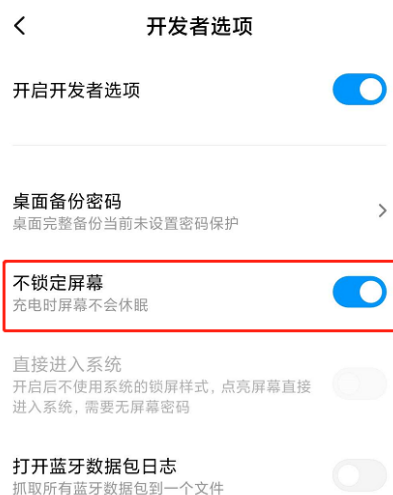 开发者选项
开启开发者选项
桌面备份密码
桌面完整备份当前未设置密码保护
不锁定屏幕
充电时屏幕不会休眠
直接进入系统
开启后不使用系统的锁屏样式，点亮屏幕直接
进入系统，需要无屏幕密码
打开蓝牙数据包日志
抓取所有蓝牙数据包到一个文件